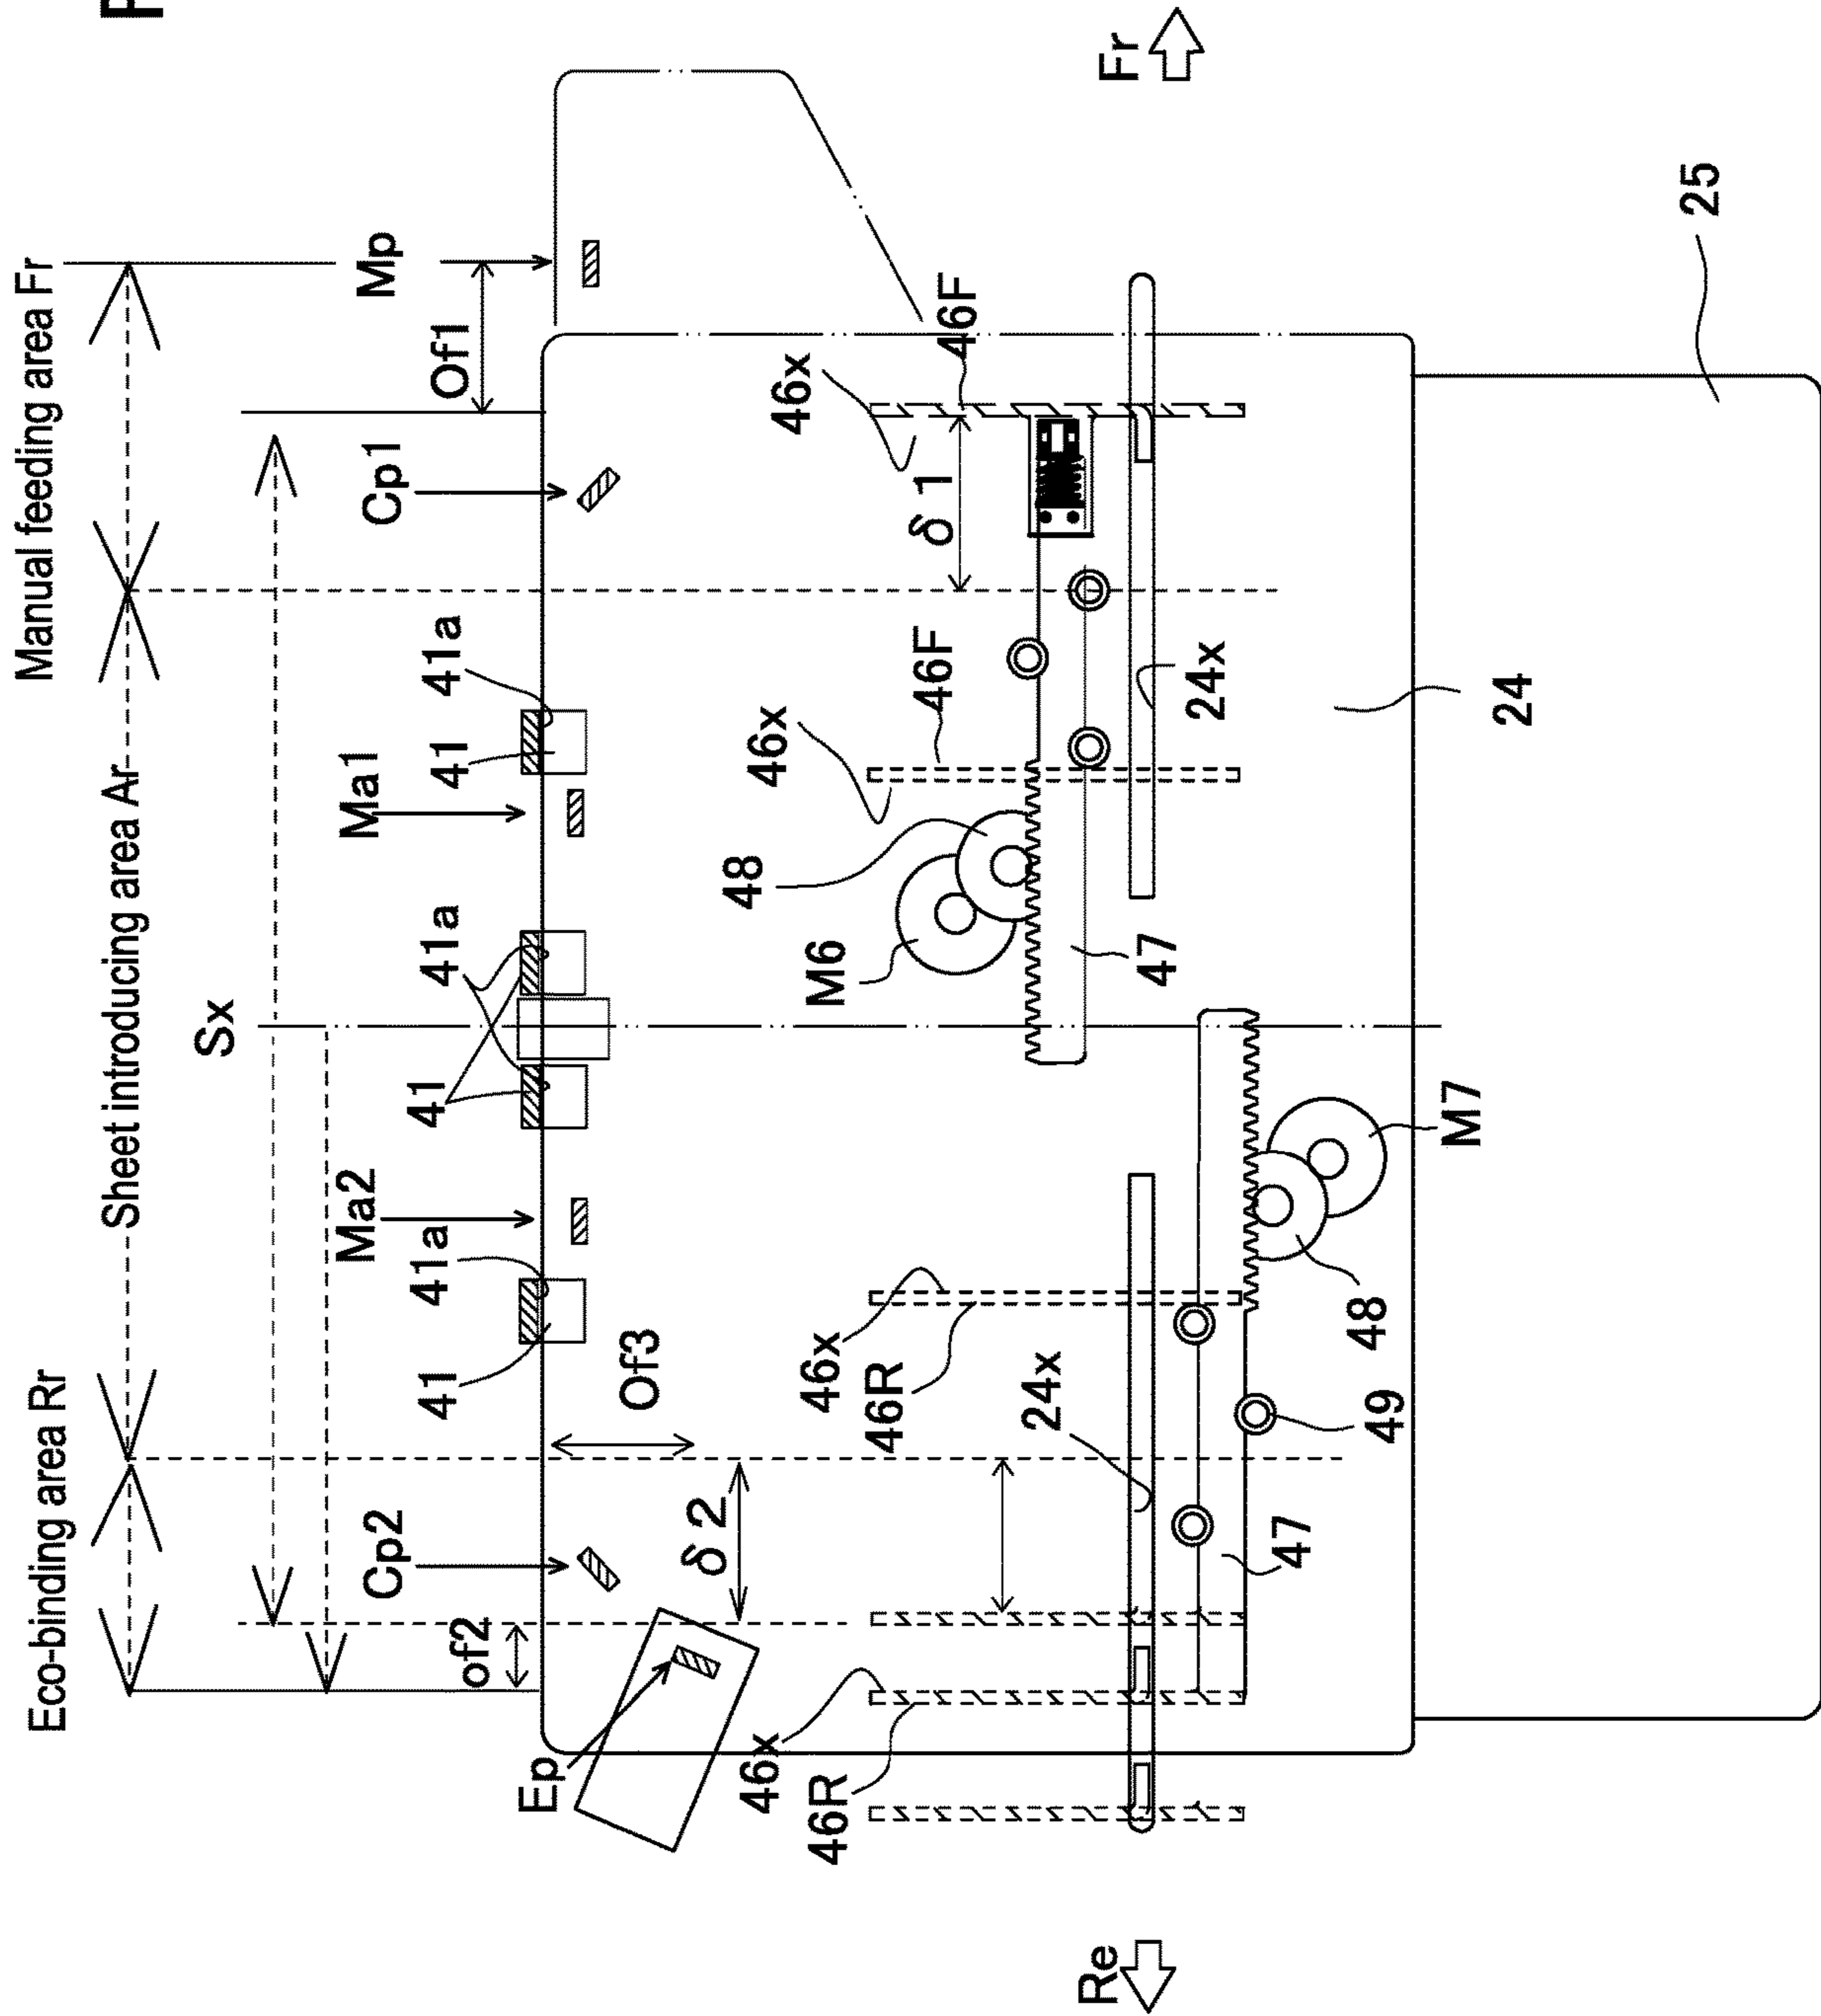 F
Manual feeding area Fr
Sheet introducing area Ar
Eco-binding area Rr
Sx
Mp
Of1
Cp1
41a
41
Ma1
41a
41
Ma2
41a
41
Cp2
of2
Of3
δ2
Ep
Fr
46F
46x
δ1
46F
46x
24x
48
M6
47
24
25
M7
48
49
47
46x
46R
24x
46x
46R
Re